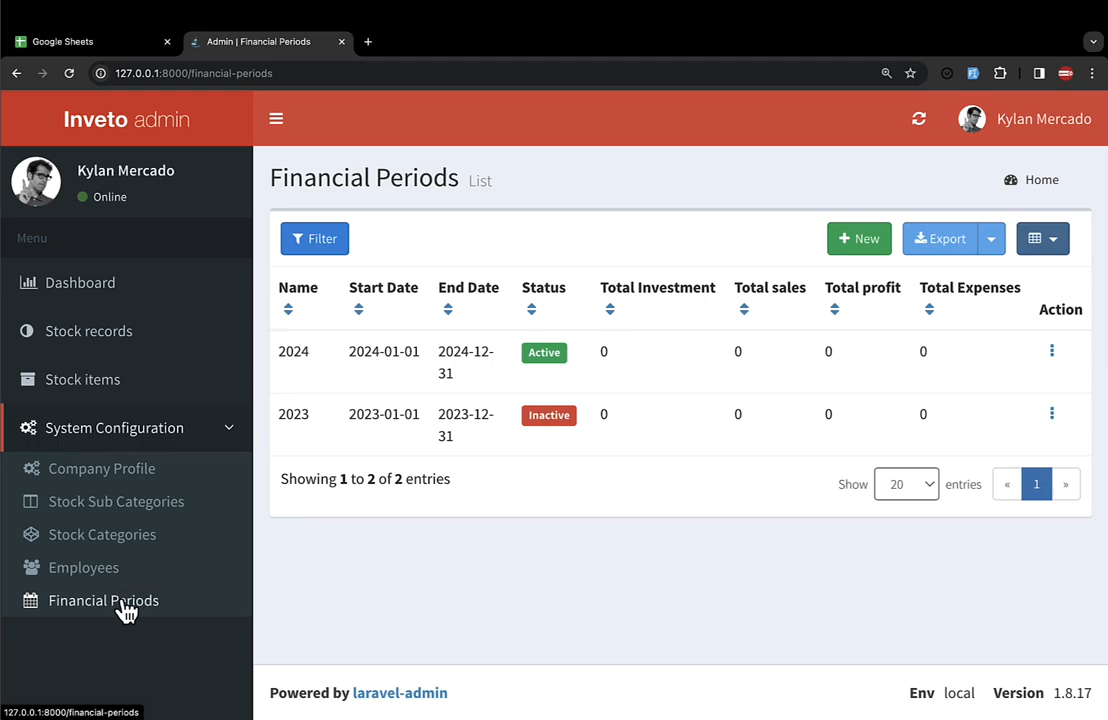 Google Sheets
Admin | Financial Periods
127.0.0.1:8000/financial-periods
Inveto admin
Kylan Mercado
Kylan Mercado
Online
Menu
Dashboard
Stock records
Stock items
System Configuration
Company Profile
Stock Sub Categories
Stock Categories
Employees
Financial Periods
127.0.0.1:8000/financial-periods
Financial Periods List
Home
Filter
New
Export
Name Start Date End Date Status Total Investment Total sales Total profit Total Expenses Action
2024 2024-01-01 2024-12-31 Active 0 0 0 0
2023 2023-01-01 2023-12-31 Inactive 0 0 0 0
Showing 1 to 2 of 2 entries
Show 20 entries « 1 »
Powered by laravel-admin
Env local Version 1.8.17